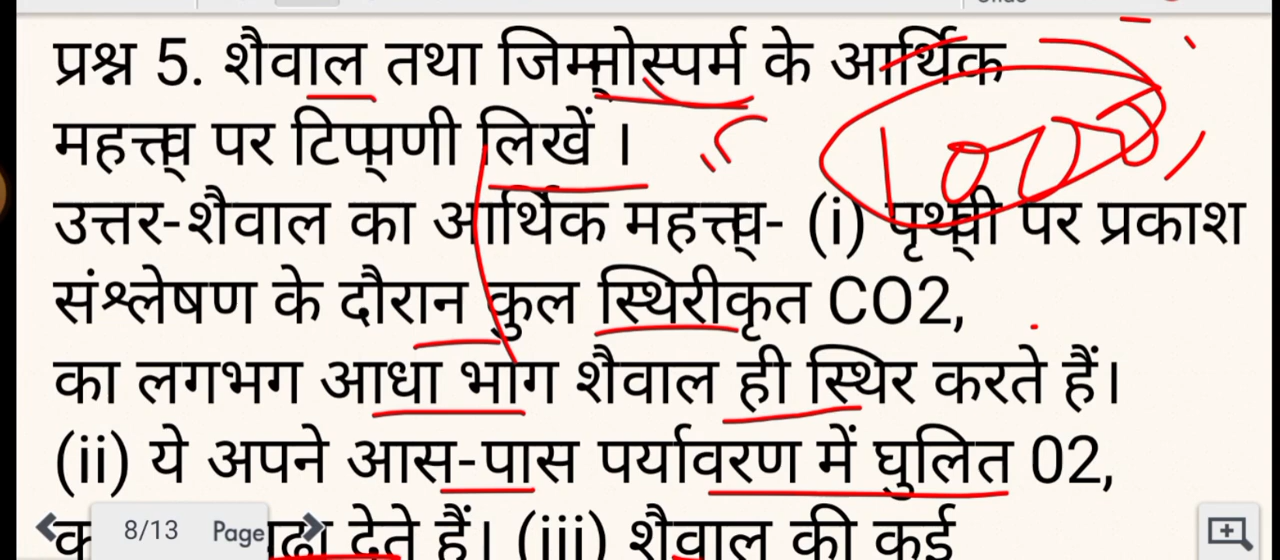 प्रश्न 5. शैवाल तथा जिम्मोस्पर्म के आर्थिक
महत्त्व पर टिप्पणी लिखें ।
1000
उत्तर-शैवाल का आर्थिक महत्त्व- (i) पृथ्वी पर प्रकाश
संश्लेषण के दौरान कुल स्थिरीकृत CO2,
का लगभग आधा भाग शैवाल ही स्थिर करते हैं।
(ii) ये अपने आस-पास पर्यावरण में घुलित 02,
देते हैं। (iii) शैवाल की कई
8/13 Page